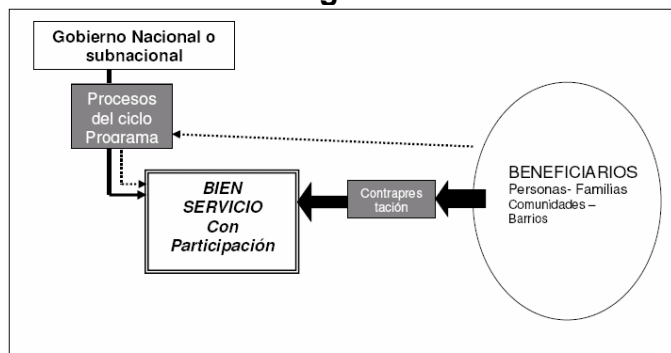 Gobierno Nacional o
subnacional
Procesos
del ciclo
Programa
BIEN
SERVICIO
Con
Participación
Contrapres
tación
BENEFICIARIOS
Personas- Familias
Comunidades –
Barrios